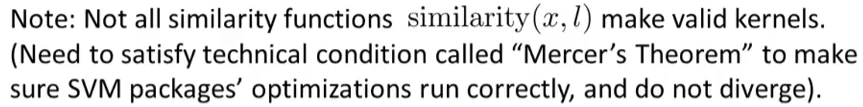 Note: Not all similarity functions similarity(x, l) make valid kernels.
(Need to satisfy technical condition called “Mercer’s Theorem” to make
sure SVM packages’ optimizations run correctly, and do not diverge).